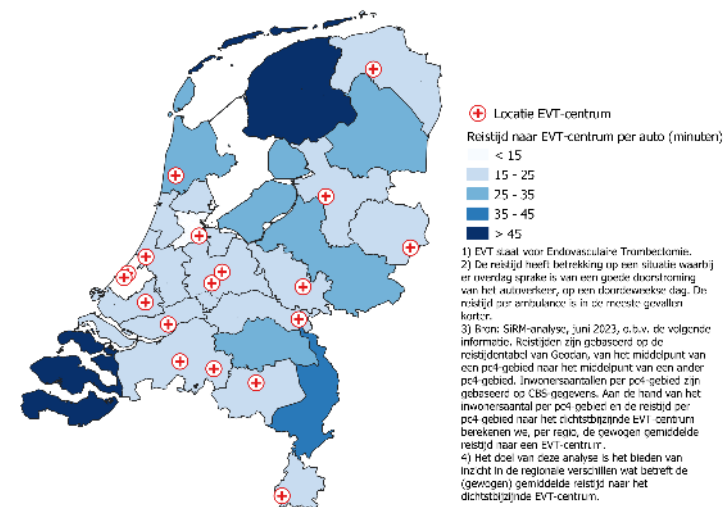 Locatie EVT-centrum
Reistijd naar EVT-centrum per auto (minuten)
< 15
15 - 25
25 - 35
35 - 45
> 45
1) EVT staat voor Endovasculaire Trombectomie.
2) De reistijd heeft betrekking op een situatie waarbij
er overdag sprake is van een goede doorstroming
van het autoverkeer, op een doordeweekse dag. De
reistijd per ambulance is in de meeste gevallen
korter.
3) Bron: SiRM-analyse, juni 2023, o.b.v. de volgende
informatie. Reistijden zijn gebaseerd op de
reistijdentabel van Geodan, van het middelpunt van
een pc4-gebied naar het middelpunt van een ander
pc4-gebied. Inwonersaantallen per pc4-gebied zijn
gebaseerd op CBS-gegevens. Aan de hand van het
inwonersaantal per pc4-gebied en de reistijd per
pc4-gebied naar het dichtstbijzijnde EVT-centrum
berekenen we, per regio, de gewogen gemiddelde
reistijd naar een EVT-centrum.
4) Het doel van deze analyse is het bieden van
inzicht in de regionale verschillen wat betreft de
(gewogen) gemiddelde reistijd naar het
dichtstbijzijnde EVT-centrum.